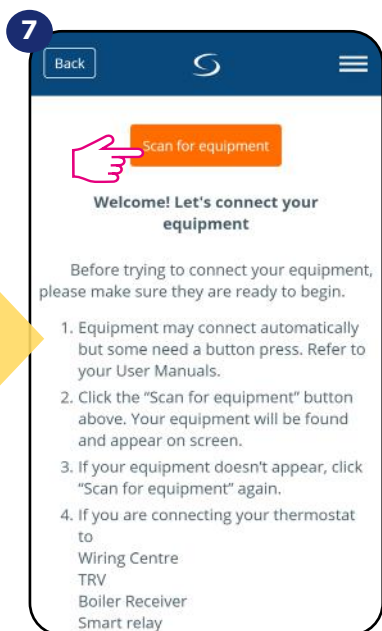 7
Back
Scan for equipment
Welcome! Let's connect your
equipment
Before trying to connect your equipment,
please make sure they are ready to begin.
1. Equipment may connect automatically
but some need a button press. Refer to
your User Manuals.
2. Click the “Scan for equipment” button
above. Your equipment will be found
and appear on screen.
3. If your equipment doesn't appear, click
“Scan for equipment” again.
4. If you are connecting your thermostat
to
Wiring Centre
TRV
Boiler Receiver
Smart relay